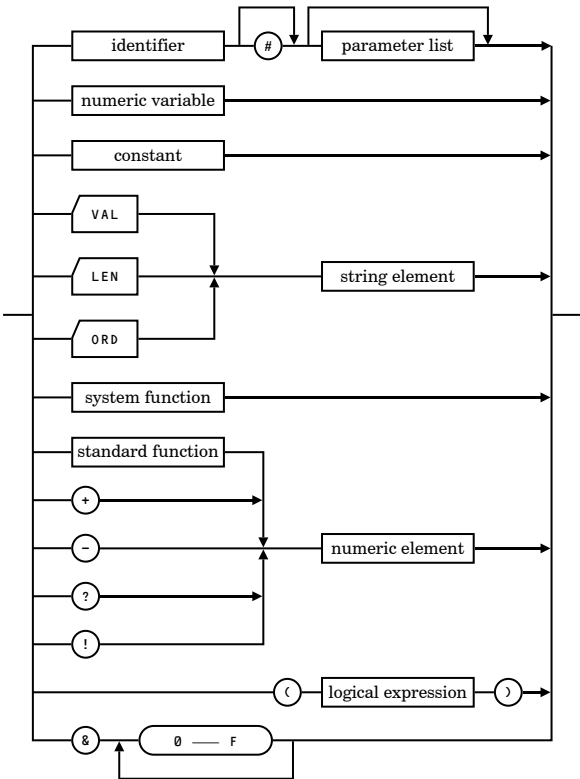 identifier # parameter list
numeric variable
constant
VAL
LEN string element
ORD
system function
standard function
+
- numeric element
?
!
( logical expression )
& 0 — F